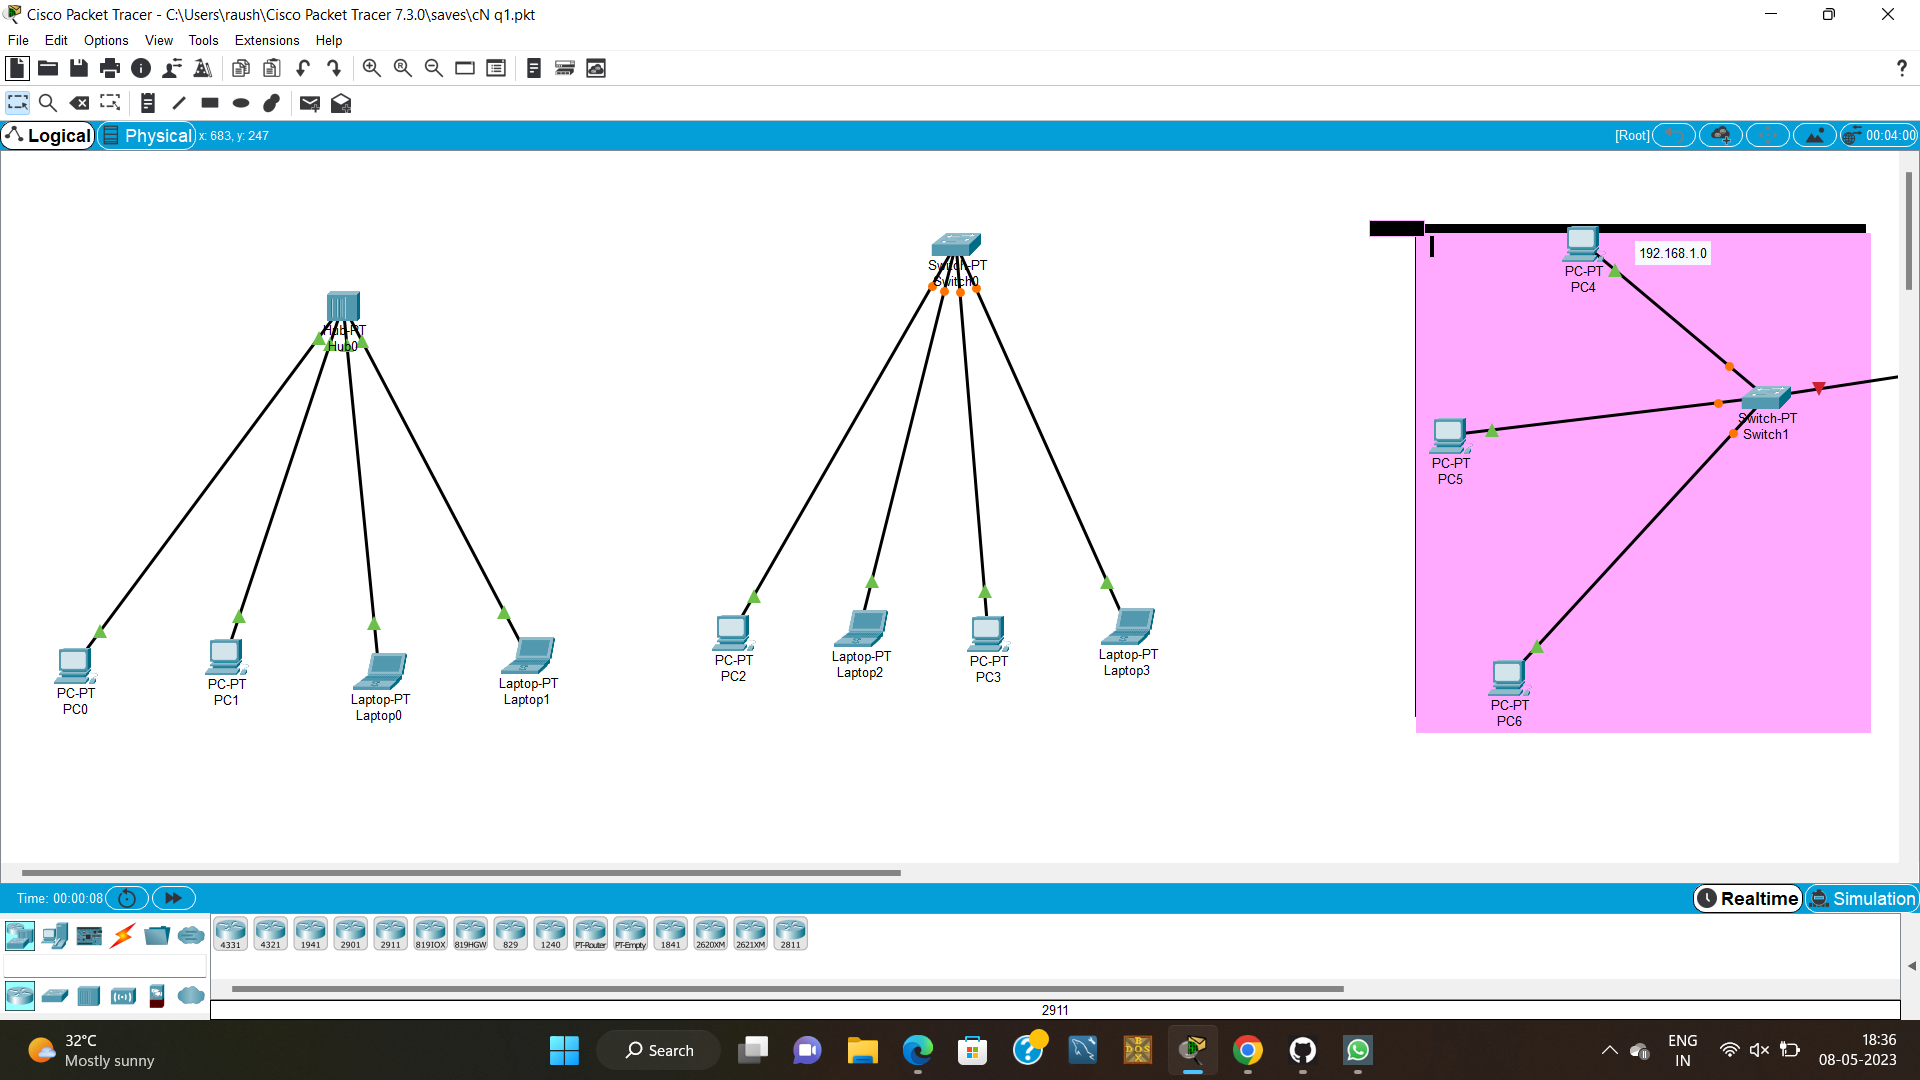 Cisco Packet Tracer - C:\Users\raush\Cisco Packet Tracer 7.3.0\saves\cN q1.pkt
File Edit Options View Tools Extensions Help
Logical Physical x: 683, y: 247 [Root] 00:04:00
Hub-PT
Hub0
PC-PT
PC0
PC-PT
PC1
Laptop-PT
Laptop0
Laptop-PT
Laptop1
Switch-PT
Switch0
PC-PT
PC2
Laptop-PT
Laptop2
PC-PT
PC3
Laptop-PT
Laptop3
192.168.1.0
PC-PT
PC4
Switch-PT
Switch1
PC-PT
PC5
PC-PT
PC6
Time: 00:00:08 Realtime Simulation
4331 4321 1941 2901 2911 819IOX 819HGW 829 1240 PT-Router PT-Empty 1841 2620XM 2621XM 2811
2911
32°C
Mostly sunny
Search
ENG
IN
18:36
08-05-2023